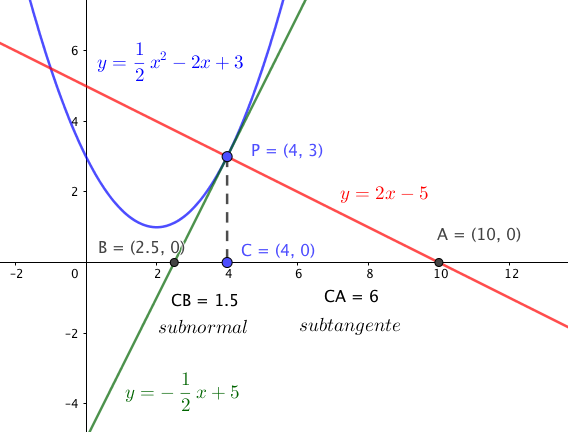 6
y = 1/2 x² − 2x + 3
4
P = (4, 3)
2
y = 2x − 5
A = (10, 0)
B = (2.5, 0)
C = (4, 0)
−2 0 2 4 6 8 10 12
CB = 1.5
CA = 6
subnormal
subtangente
−2
y = − 1/2 x + 5
−4